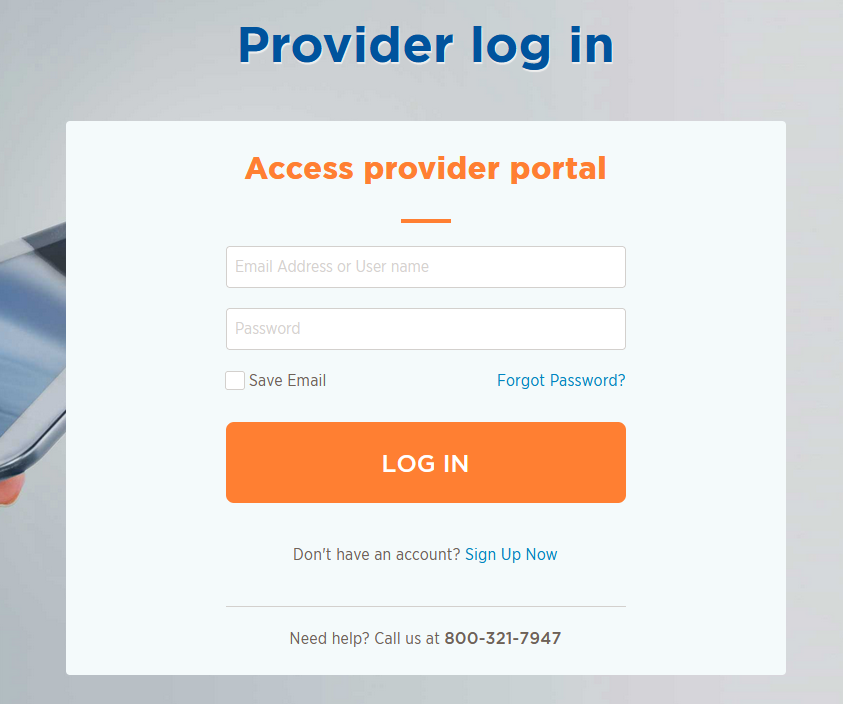 Provider log in
Access provider portal
Email Address or User name
Password
Save Email
Forgot Password?
LOG IN
Don't have an account? Sign Up Now
Need help? Call us at 800-321-7947